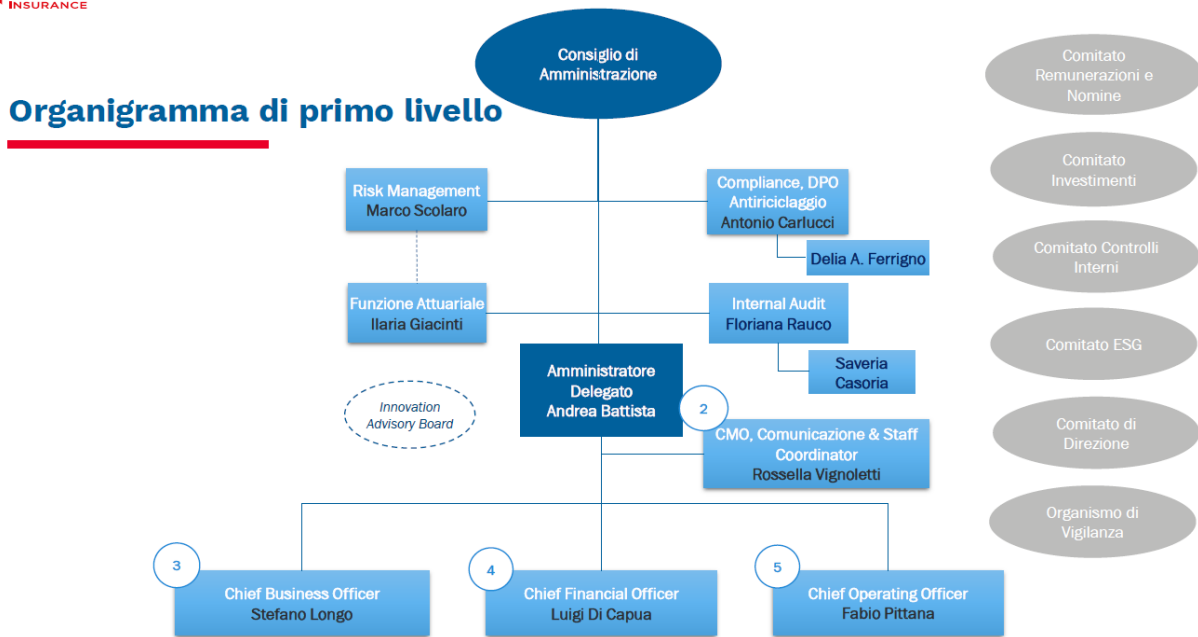 INSURANCE
Organigramma di primo livello
Consiglio di
Amministrazione
Risk Management
Marco Scolaro
Compliance, DPO
Antiriciclaggio
Antonio Carlucci
Delia A. Ferrigno
Funzione Attuariale
Ilaria Giacinti
Internal Audit
Floriana Rauco
Saveria
Casoria
Amministratore
Delegato
Andrea Battista
Innovation
Advisory Board
2
CMO, Comunicazione & Staff
Coordinator
Rossella Vignoletti
3
Chief Business Officer
Stefano Longo
4
Chief Financial Officer
Luigi Di Capua
5
Chief Operating Officer
Fabio Pittana
Comitato
Remunerazioni e
Nomine
Comitato
Investimenti
Comitato Controlli
Interni
Comitato ESG
Comitato di
Direzione
Organismo di
Vigilanza